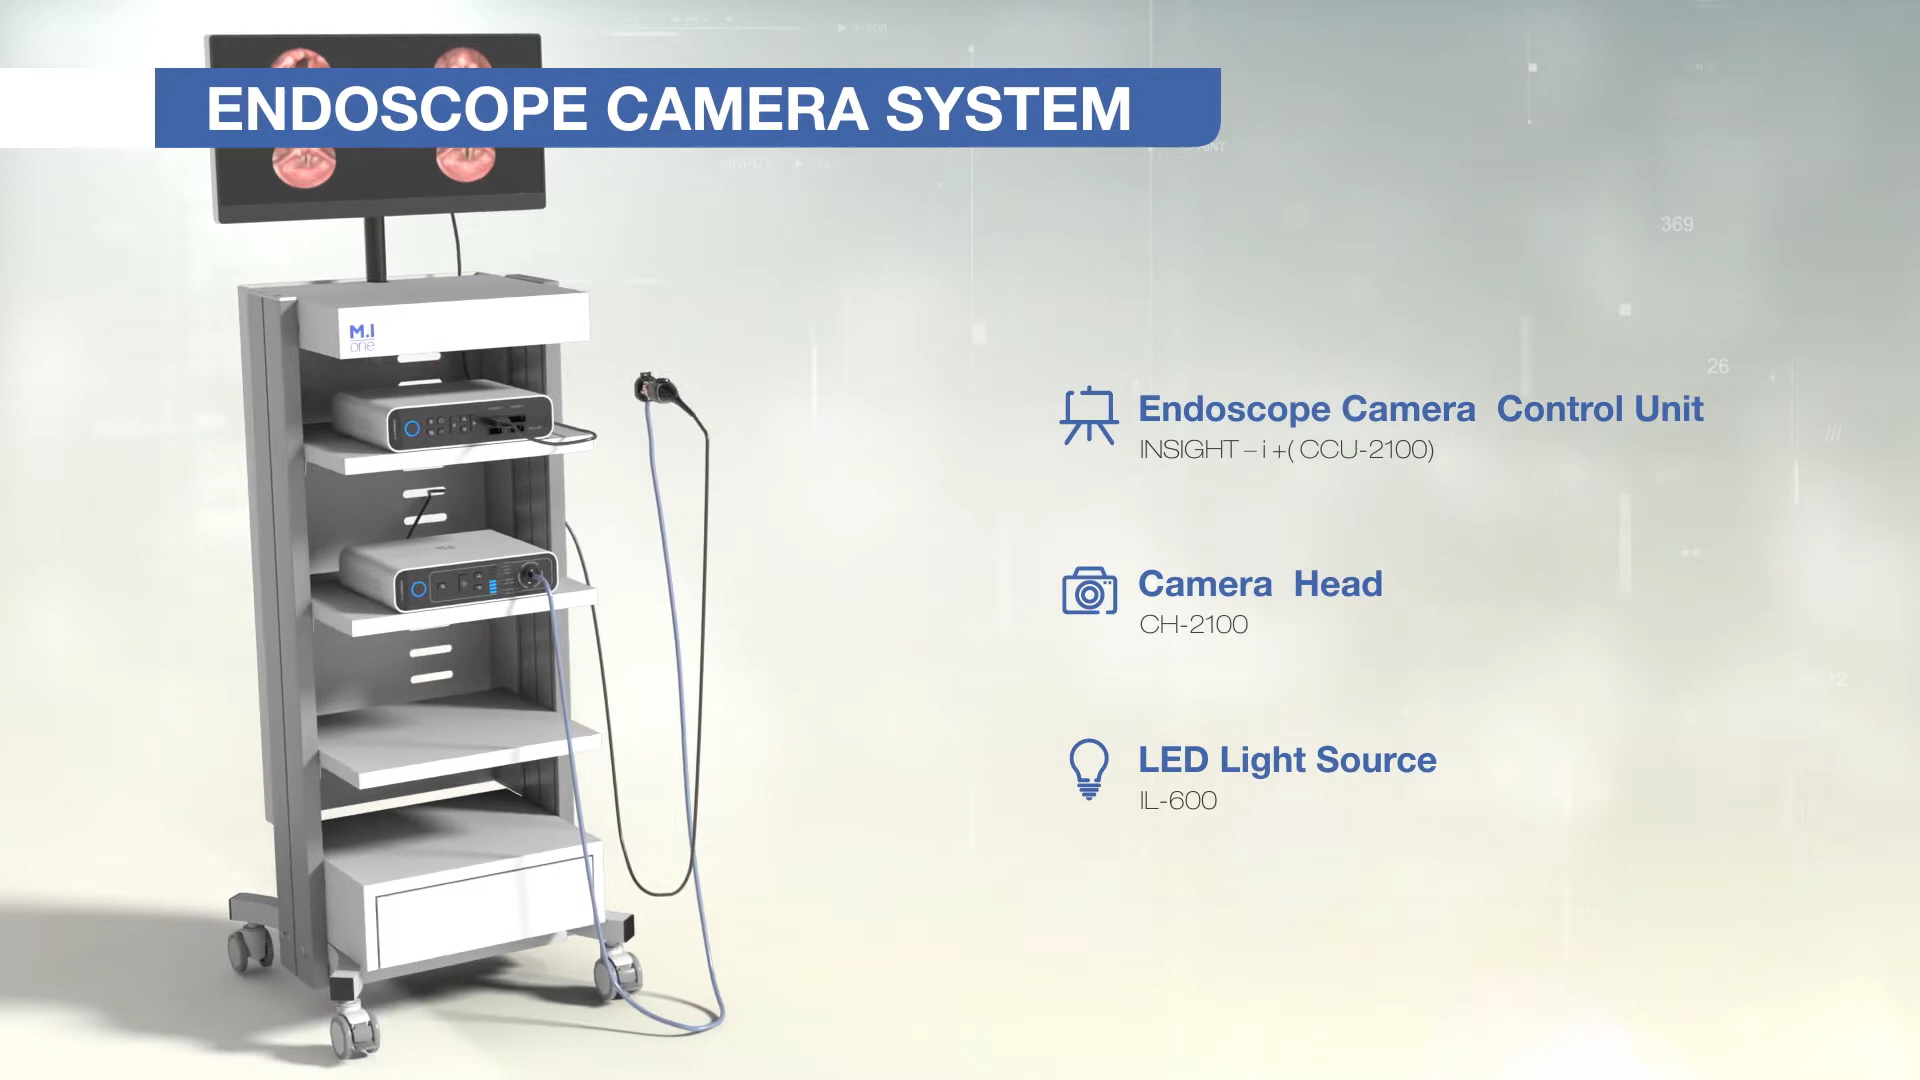 ENDOSCOPE CAMERA SYSTEM
369
M.I
one
26
Endoscope Camera Control Unit
INSIGHT – i +( CCU-2100)
Camera Head
CH-2100
LED Light Source
IL-600